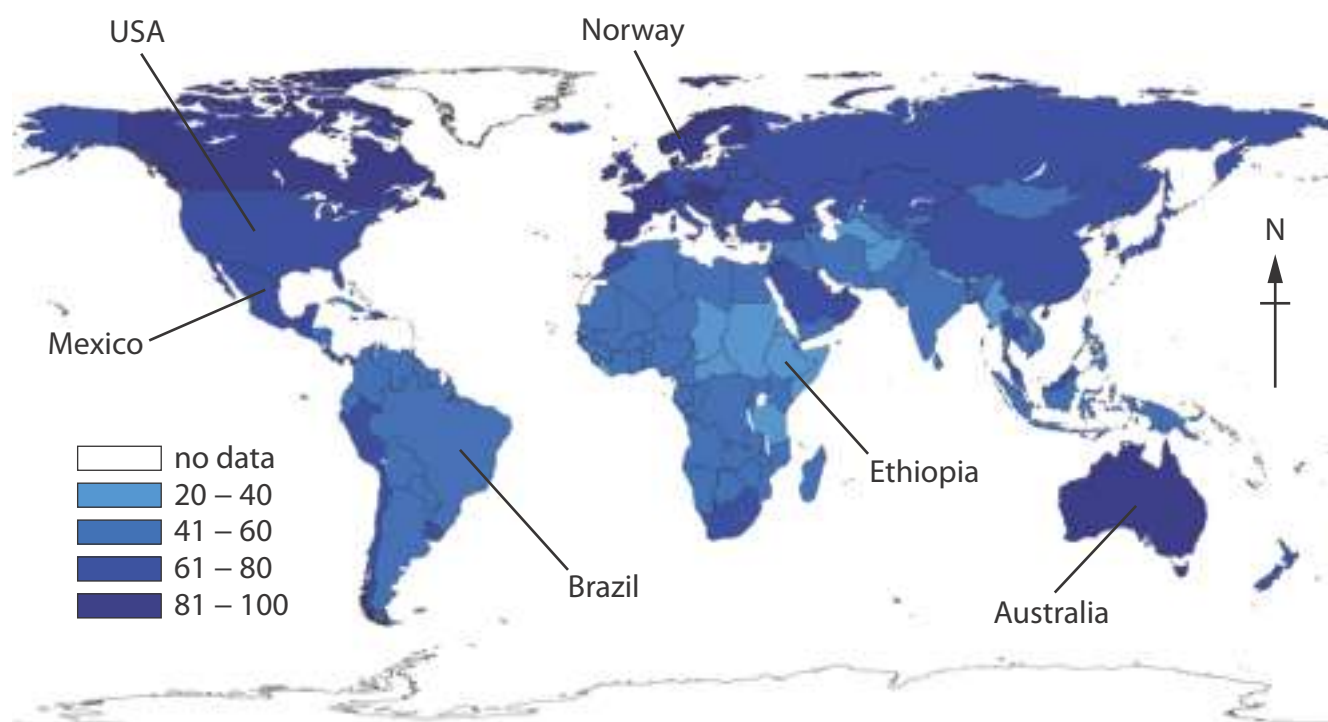 USA
Norway
N
Mexico
Ethiopia
Brazil
Australia
no data
20 – 40
41 – 60
61 – 80
81 – 100